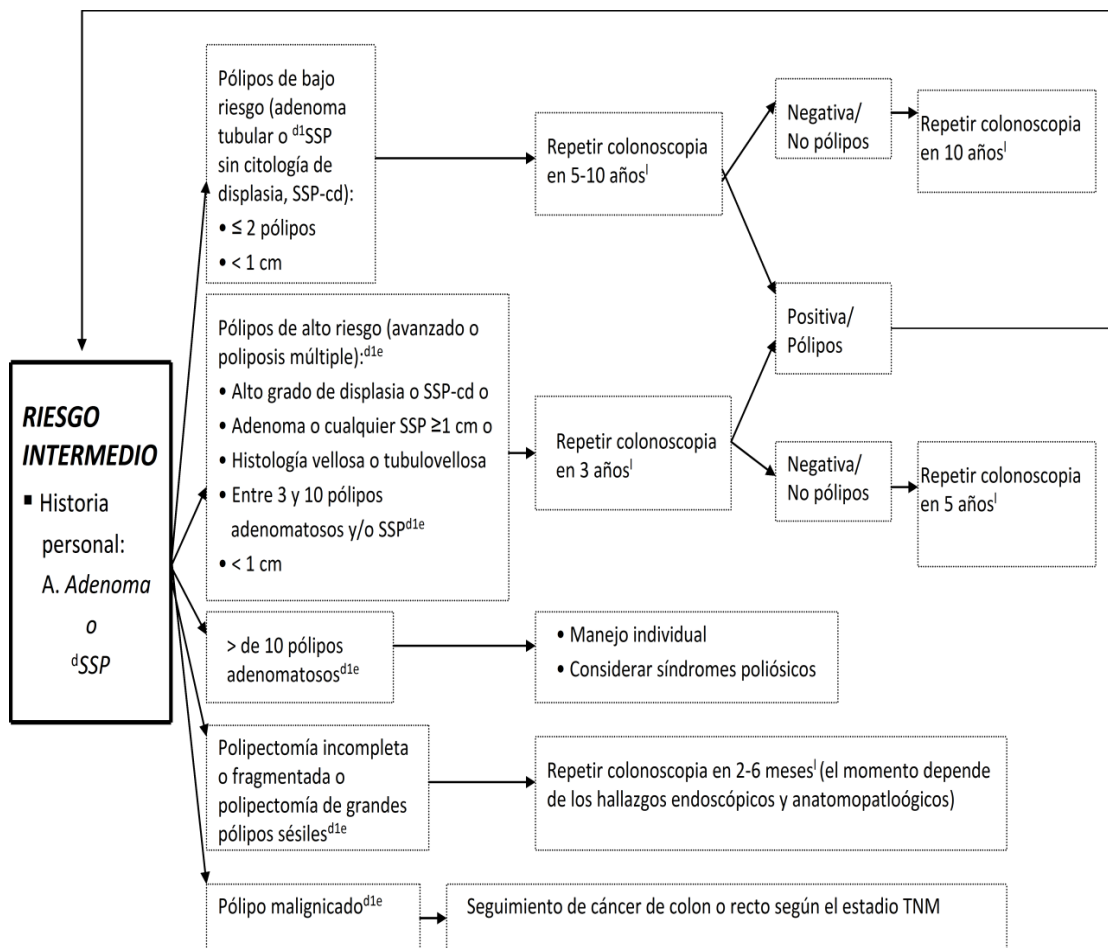 RIESGO
INTERMEDIO
▪ Historia
personal:
A. Adenoma
o
dSSP
Pólipos de bajo
riesgo (adenoma
tubular o d1SSP
sin citología de
displasia, SSP-cd):
• ≤ 2 pólipos
• < 1 cm
Repetir colonoscopia
en 5-10 añosl
Negativa/
No pólipos
Repetir colonoscopia
en 10 añosl
Positiva/
Pólipos
Pólipos de alto riesgo (avanzado o
poliposis múltiple):d1e
• Alto grado de displasia o SSP-cd o
• Adenoma o cualquier SSP ≥1 cm o
• Histología vellosa o tubulovellosa
• Entre 3 y 10 pólipos
adenomatosos y/o SSPd1e
• < 1 cm
Repetir colonoscopia
en 3 añosl
Negativa/
No pólipos
Repetir colonoscopia
en 5 añosl
> de 10 pólipos
adenomatososd1e
• Manejo individual
• Considerar síndromes poliósicos
Polipectomía incompleta
o fragmentada o
polipectomía de grandes
pólipos sésilesd1e
Repetir colonoscopia en 2-6 mesesl (el momento depende
de los hallazgos endoscópicos y anatomopatloógicos)
Pólipo malignicadod1e
Seguimiento de cáncer de colon o recto según el estadio TNM